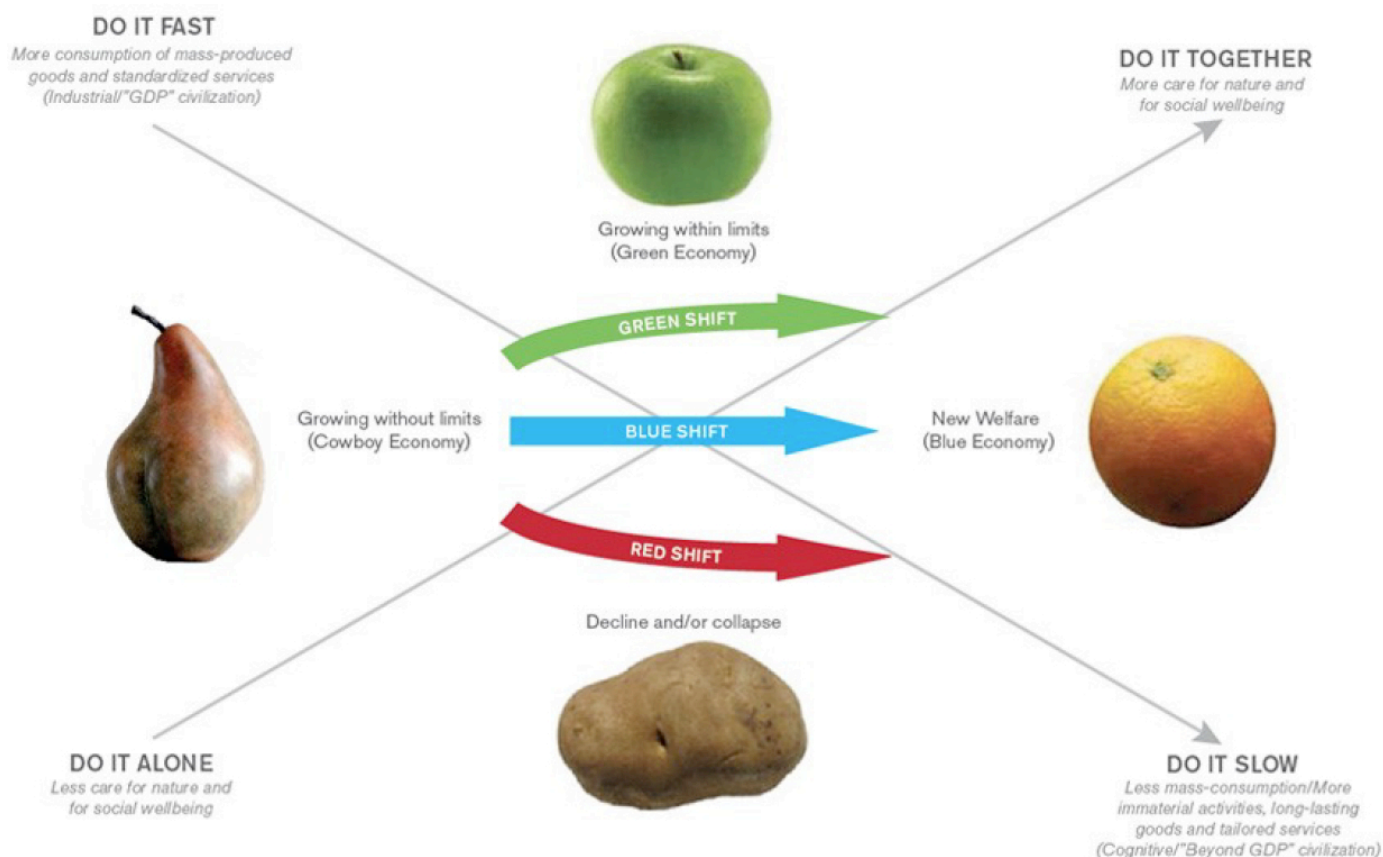 DO IT FAST
More consumption of mass-produced
goods and standardized services
(Industrial/"GDP" civilization)
DO IT TOGETHER
More care for nature and
for social wellbeing
Growing within limits
(Green Economy)
GREEN SHIFT
Growing without limits
(Cowboy Economy)
BLUE SHIFT
New Welfare
(Blue Economy)
RED SHIFT
Decline and/or collapse
DO IT ALONE
Less care for nature and
for social wellbeing
DO IT SLOW
Less mass-consumption/More
immaterial activities, long-lasting
goods and tailored services
(Cognitive/"Beyond GDP" civilization)